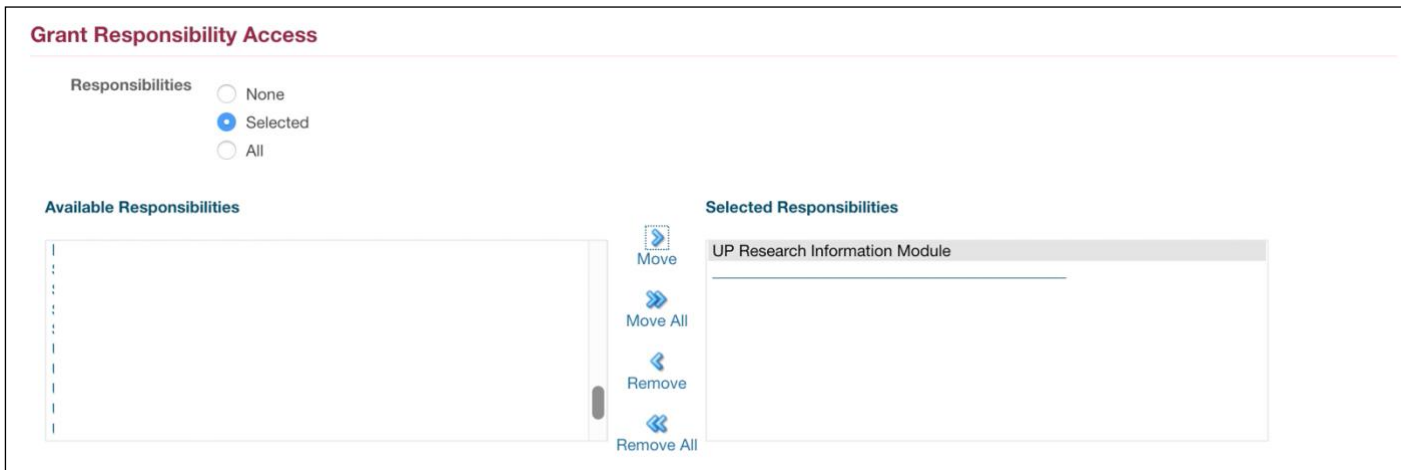 Grant Responsibility Access
Responsibilities
None
Selected
All
Available Responsibilities
Move
Move All
Remove
Remove All
Selected Responsibilities
UP Research Information Module